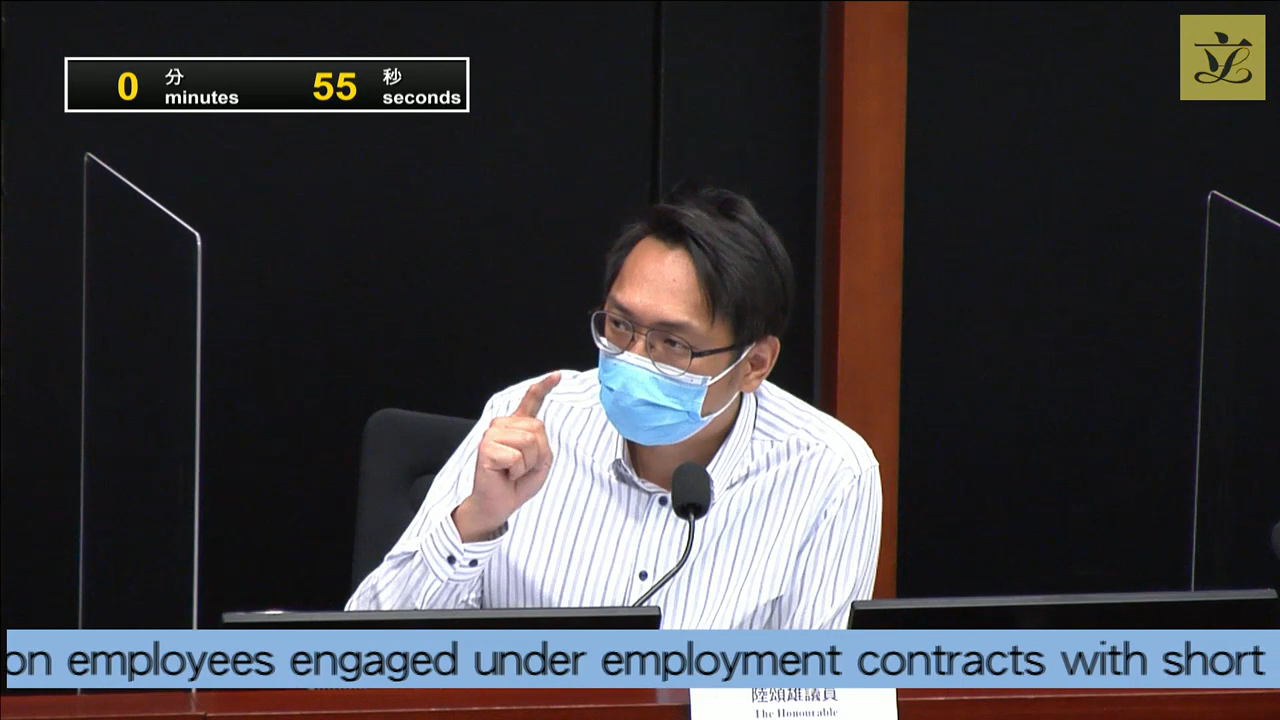 0 分 minutes 55 秒 seconds
立
on employees engaged under employment contracts with short
陸頌雄議員
The Honourable